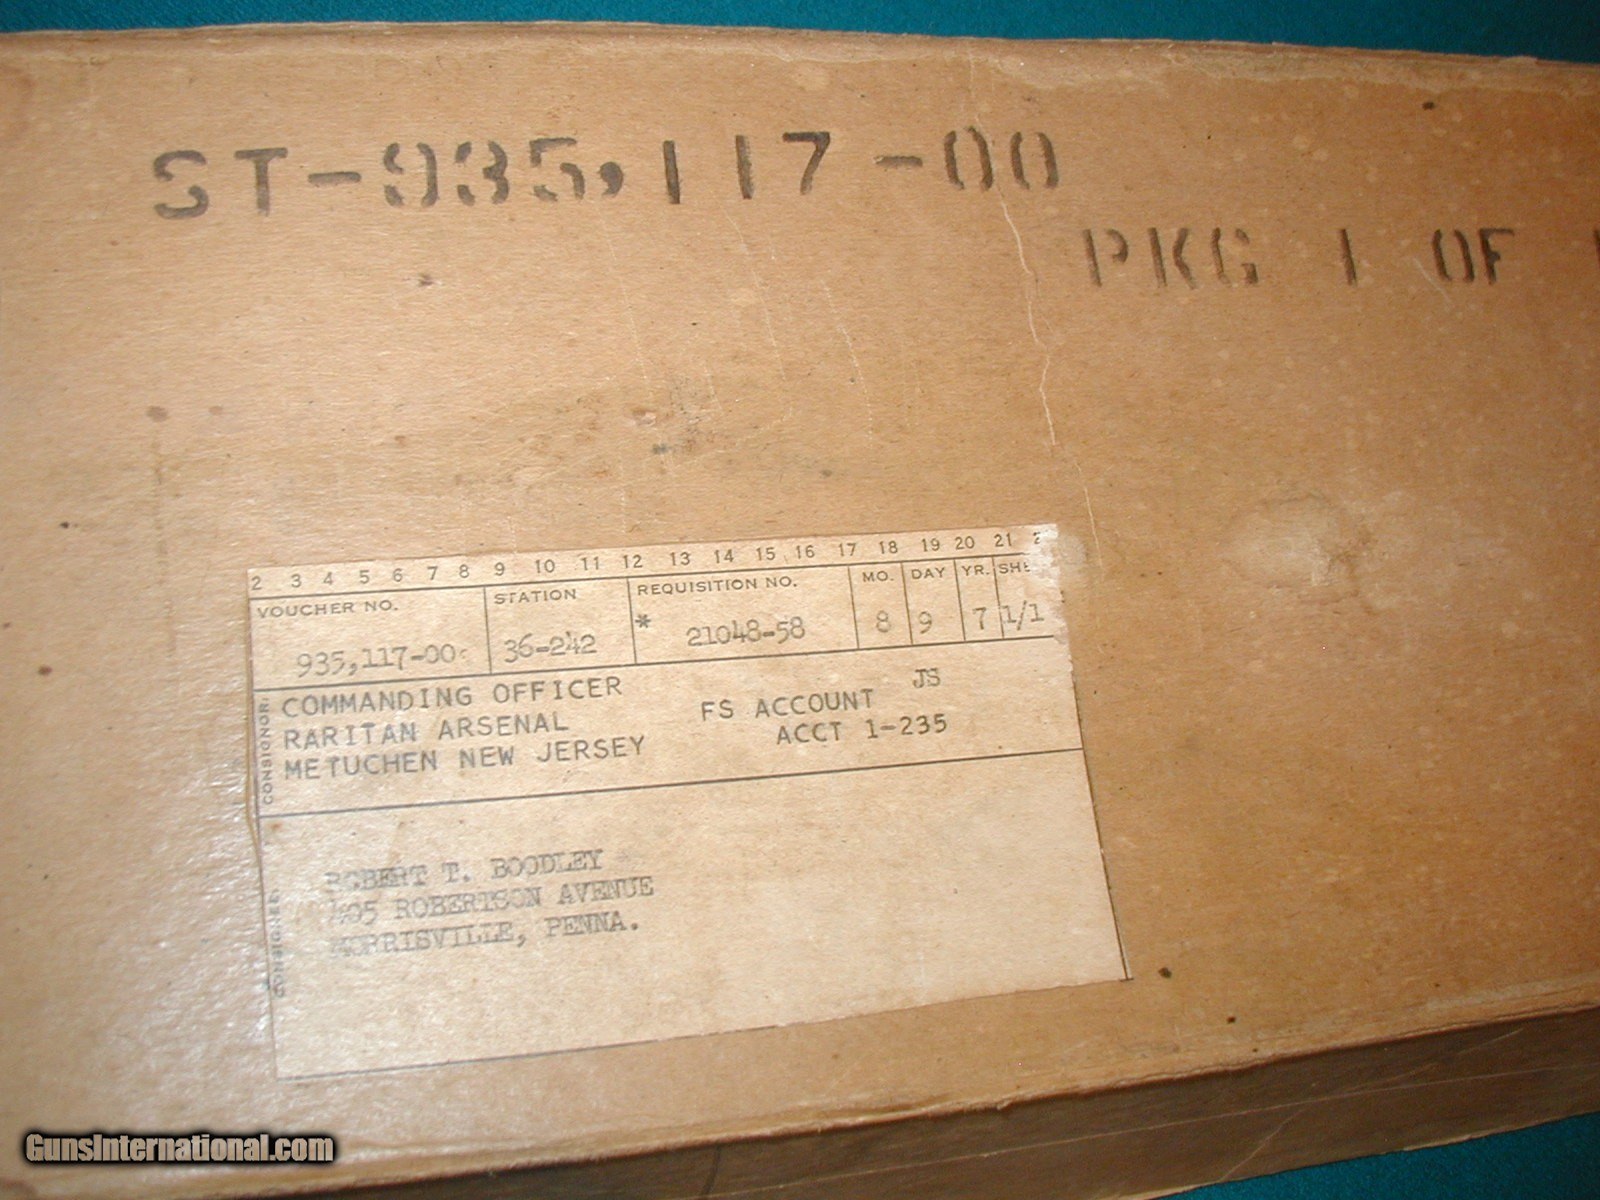 ST-935,117-00
PKG 1 OF
2 3 4 5 6 7 8 9 10 11 12 13 14 15 16 17 18 19 20 21
VOUCHER NO. STATION REQUISITION NO. MO. DAY YR.
935,117-00 36-242 * 21048-58 8 9 7 1/1
CONSIGNOR:
COMMANDING OFFICER
RARITAN ARSENAL
METUCHEN NEW JERSEY
JS
FS ACCOUNT
ACCT 1-235
CONSIGNEE:
ROBERT T. BOODLEY
ROBERTSON AVENUE
MORRISVILLE, PENNA.
GunsInternational.com